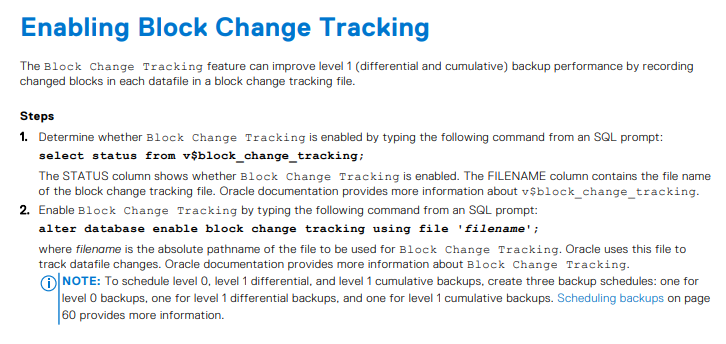 Enabling Block Change Tracking
The Block Change Tracking feature can improve level 1 (differential and cumulative) backup performance by recording
changed blocks in each datafile in a block change tracking file.
Steps
1. Determine whether Block Change Tracking is enabled by typing the following command from an SQL prompt:
select status from v$block_change_tracking;
The STATUS column shows whether Block Change Tracking is enabled. The FILENAME column contains the file name
of the block change tracking file. Oracle documentation provides more information about v$block_change_tracking.
2. Enable Block Change Tracking by typing the following command from an SQL prompt:
alter database enable block change tracking using file 'filename';
where filename is the absolute pathname of the file to be used for Block Change Tracking. Oracle uses this file to
track datafile changes. Oracle documentation provides more information about Block Change Tracking.
NOTE: To schedule level 0, level 1 differential, and level 1 cumulative backups, create three backup schedules: one for
level 0 backups, one for level 1 differential backups, and one for level 1 cumulative backups. Scheduling backups on page
60 provides more information.